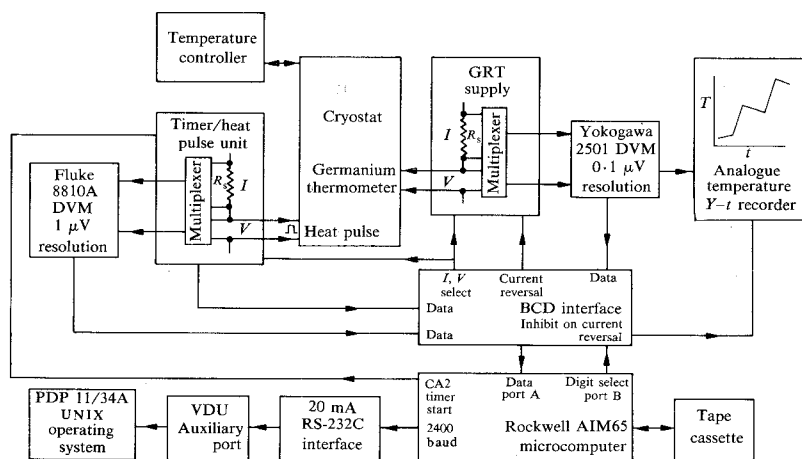 Temperature
controller
Cryostat
Germanium
thermometer
Heat pulse
GRT
supply
I
Rs
Multiplexer
V
Yokogawa
2501 DVM
0·1 μV
resolution
T
t
Analogue
temperature
Y–t recorder
Timer/heat
pulse unit
Multiplexer
Rs
I
V
Fluke
8810A
DVM
1 μV
resolution
I, V
select
Current
reversal
Data
Data
BCD interface
Data
Inhibit on current
reversal
CA2
timer
start
2400
baud
Data
port A
Digit select
port B
Rockwell AIM65
microcomputer
Tape
cassette
20 mA
RS-232C
interface
VDU
Auxiliary
port
PDP 11/34A
UNIX
operating
system